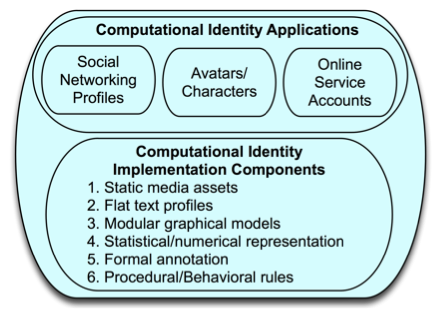 Computational Identity Applications
Social
Networking
Profiles
Avatars/
Characters
Online
Service
Accounts
Computational Identity
Implementation Components
1. Static media assets
2. Flat text profiles
3. Modular graphical models
4. Statistical/numerical representation
5. Formal annotation
6. Procedural/Behavioral rules